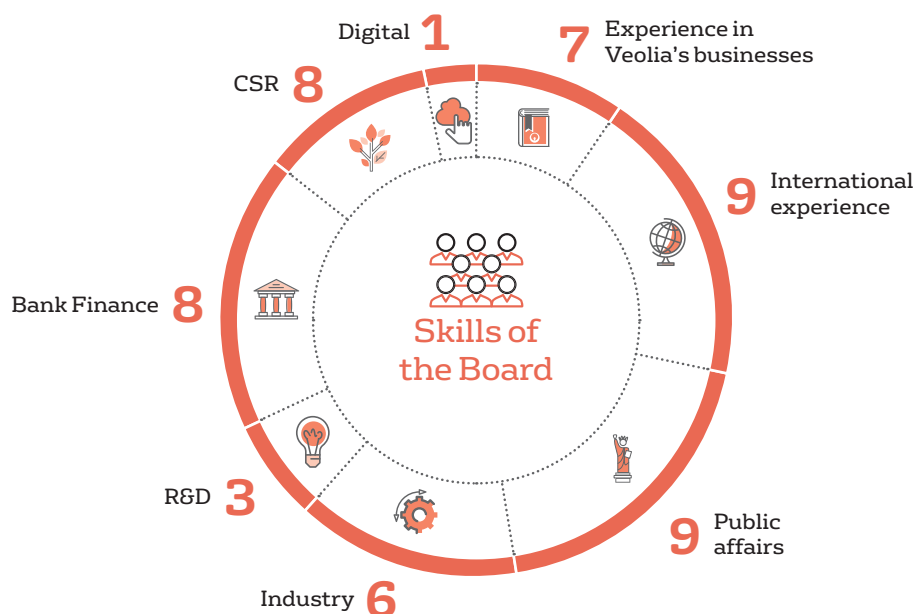 Digital 1
7 Experience in
Veolia's businesses
CSR 8
9 International
experience
Bank Finance 8
Skills of
the Board
R&D 3
9 Public
affairs
Industry 6